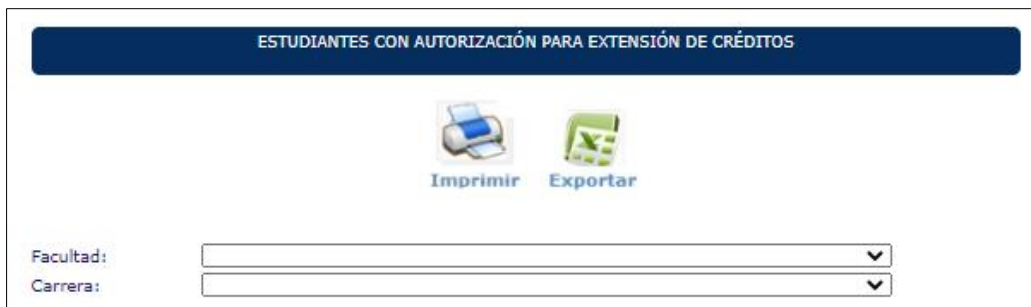 ESTUDIANTES CON AUTORIZACIÓN PARA EXTENSIÓN DE CRÉDITOS
Imprimir Exportar
Facultad:
Carrera: